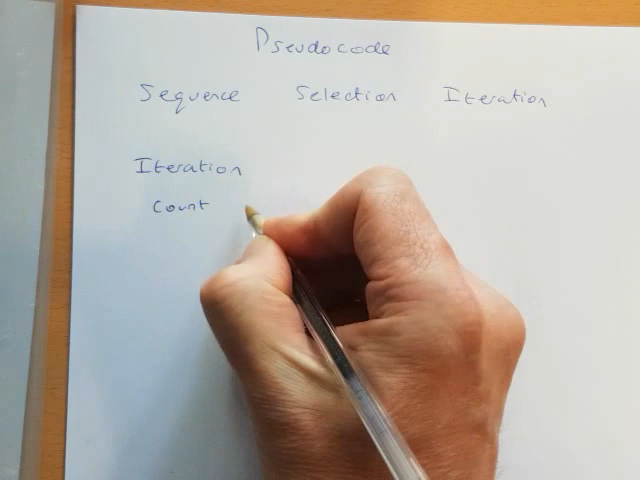 Pseudocode
Sequence Selection Iteration
Iteration
Count